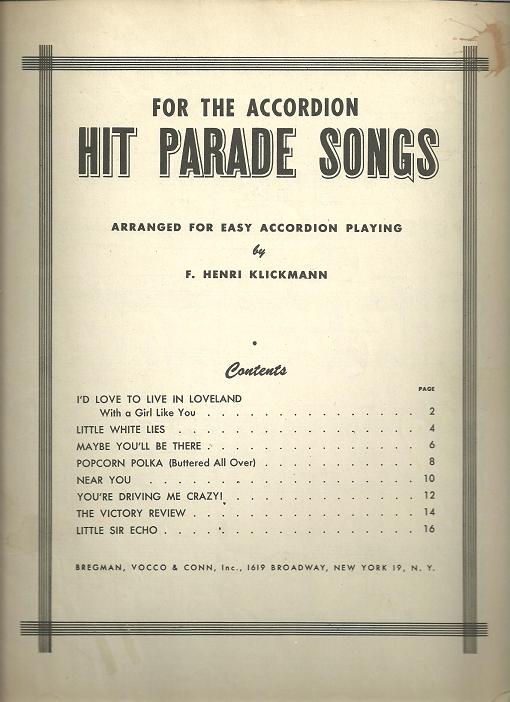 FOR THE ACCORDION
HIT PARADE SONGS
ARRANGED FOR EASY ACCORDION PLAYING
by
F. HENRI KLICKMANN
Contents
PAGE
I'D LOVE TO LIVE IN LOVELAND
With a Girl Like You . . . . . . . . . . . . . . . 2
LITTLE WHITE LIES . . . . . . . . . . . . . . . . 4
MAYBE YOU'LL BE THERE . . . . . . . . . . . . . . 6
POPCORN POLKA (Buttered All Over) . . . . . . . . . . 8
NEAR YOU . . . . . . . . . . . . . . . . . . 10
YOU'RE DRIVING ME CRAZY! . . . . . . . . . . . . . 12
THE VICTORY REVIEW . . . . . . . . . . . . . . . 14
LITTLE SIR ECHO . . . . . . . . . . . . . . . . . 16
BREGMAN, VOCCO & CONN, Inc., 1619 BROADWAY, NEW YORK 19, N. Y.